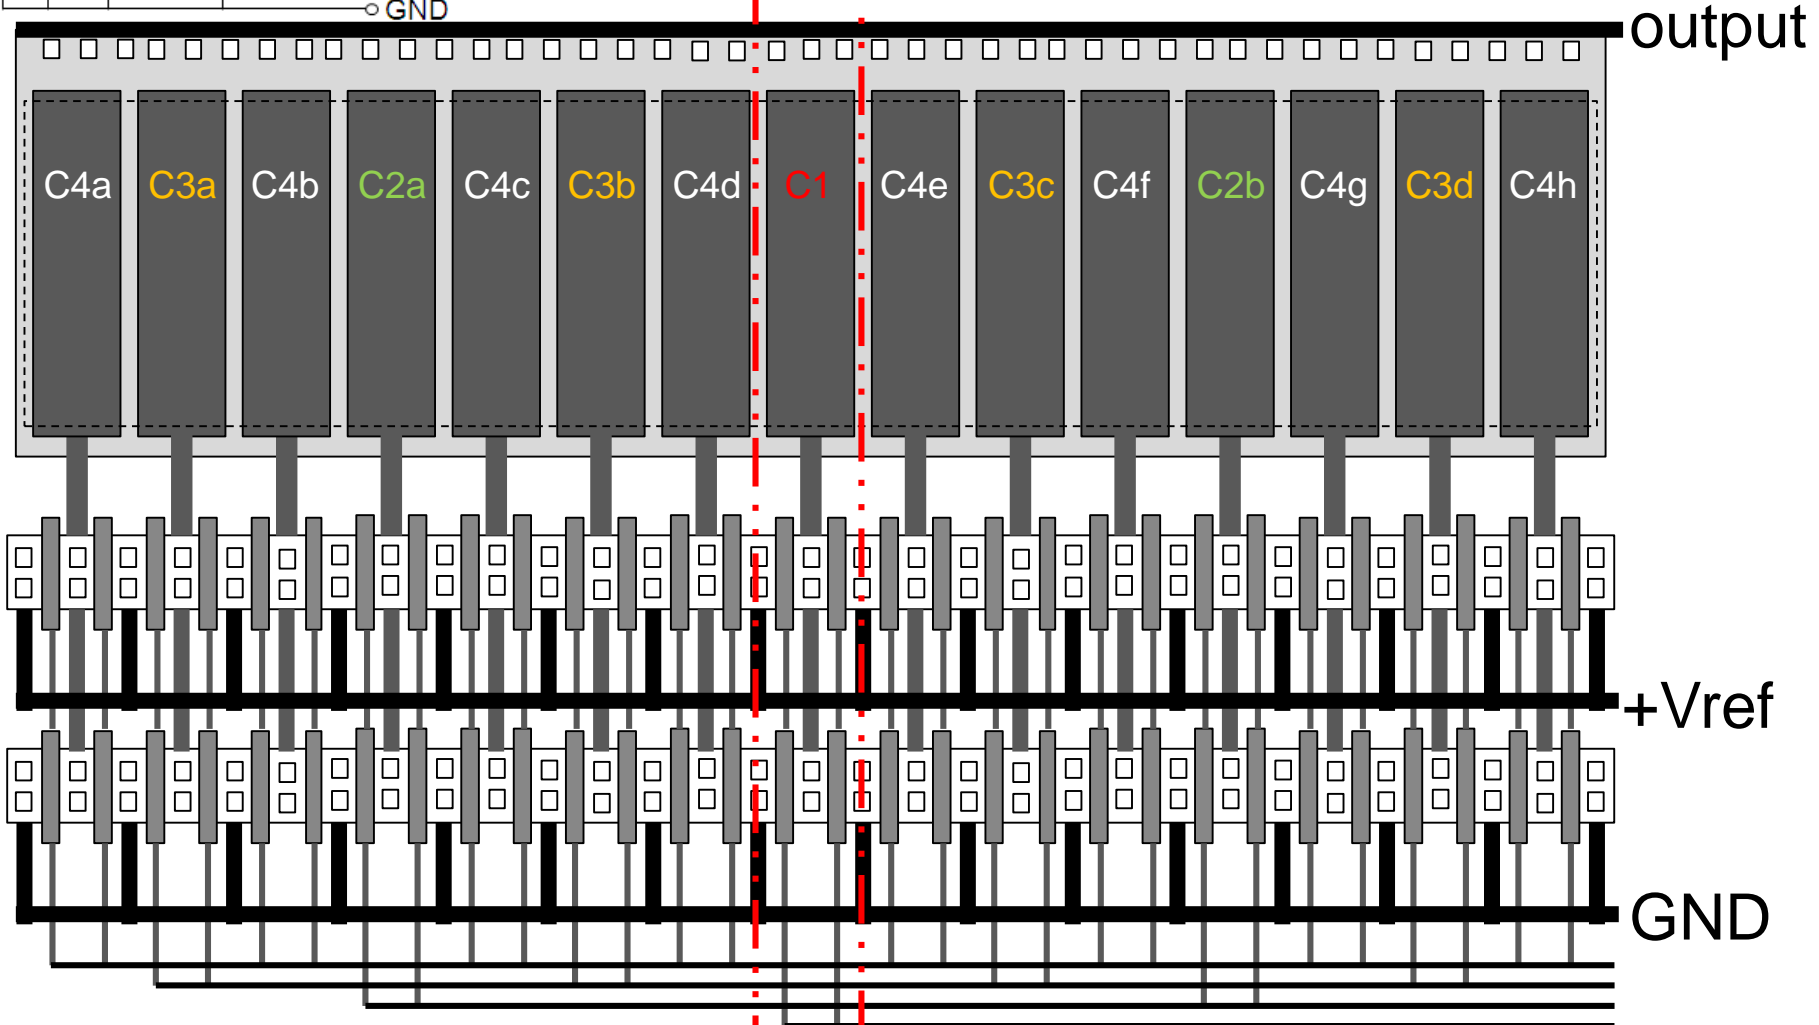 GND
output
C4a C3a C4b C2a C4c C3b C4d C1 C4e C3c C4f C2b C4g C3d C4h
+Vref
GND